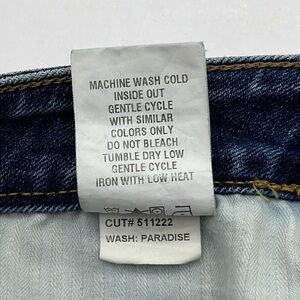 MACHINE WASH COLD
INSIDE OUT
GENTLE CYCLE
WITH SIMILAR
COLORS ONLY
DO NOT BLEACH
TUMBLE DRY LOW
GENTLE CYCLE
IRON WITH LOW HEAT
CUT# 511222
WASH: PARADISE